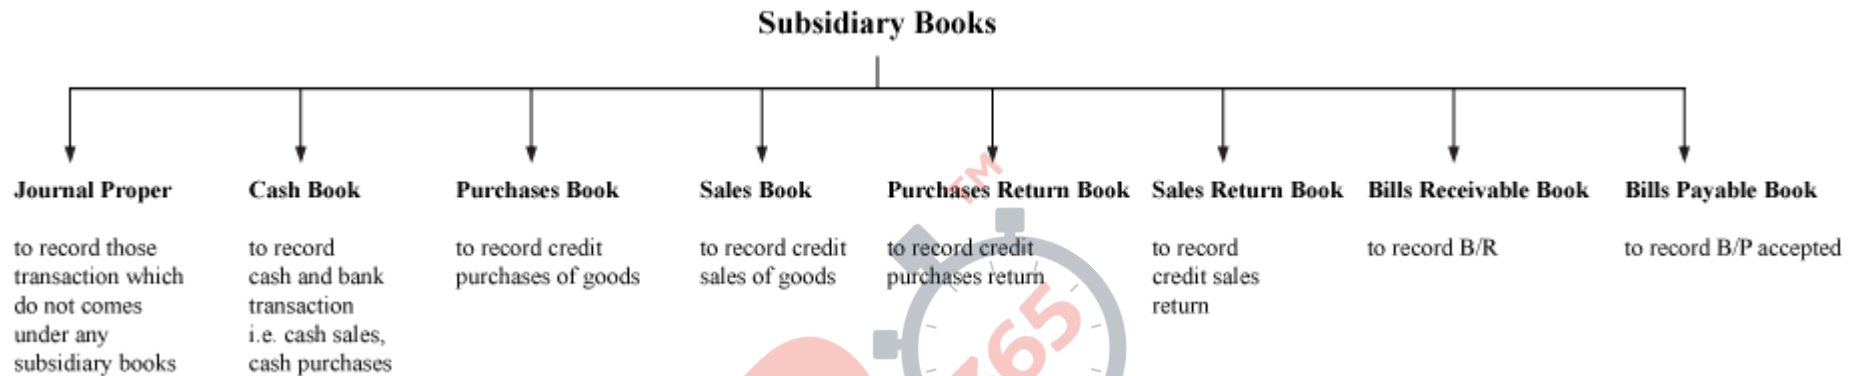 Subsidiary Books
Journal Proper
to record those
transaction which
do not comes
under any
subsidiary books
Cash Book
to record
cash and bank
transaction
i.e. cash sales,
cash purchases
Purchases Book
to record credit
purchases of goods
Sales Book
to record credit
sales of goods
Purchases Return Book
to record credit
purchases return
Sales Return Book
to record
credit sales
return
Bills Receivable Book
to record B/R
Bills Payable Book
to record B/P accepted
TM
365